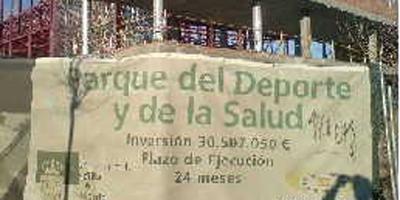 Parque del Deporte
y de la Salud
Inversión 30.507.050 €
Plazo de Ejecución
24 meses